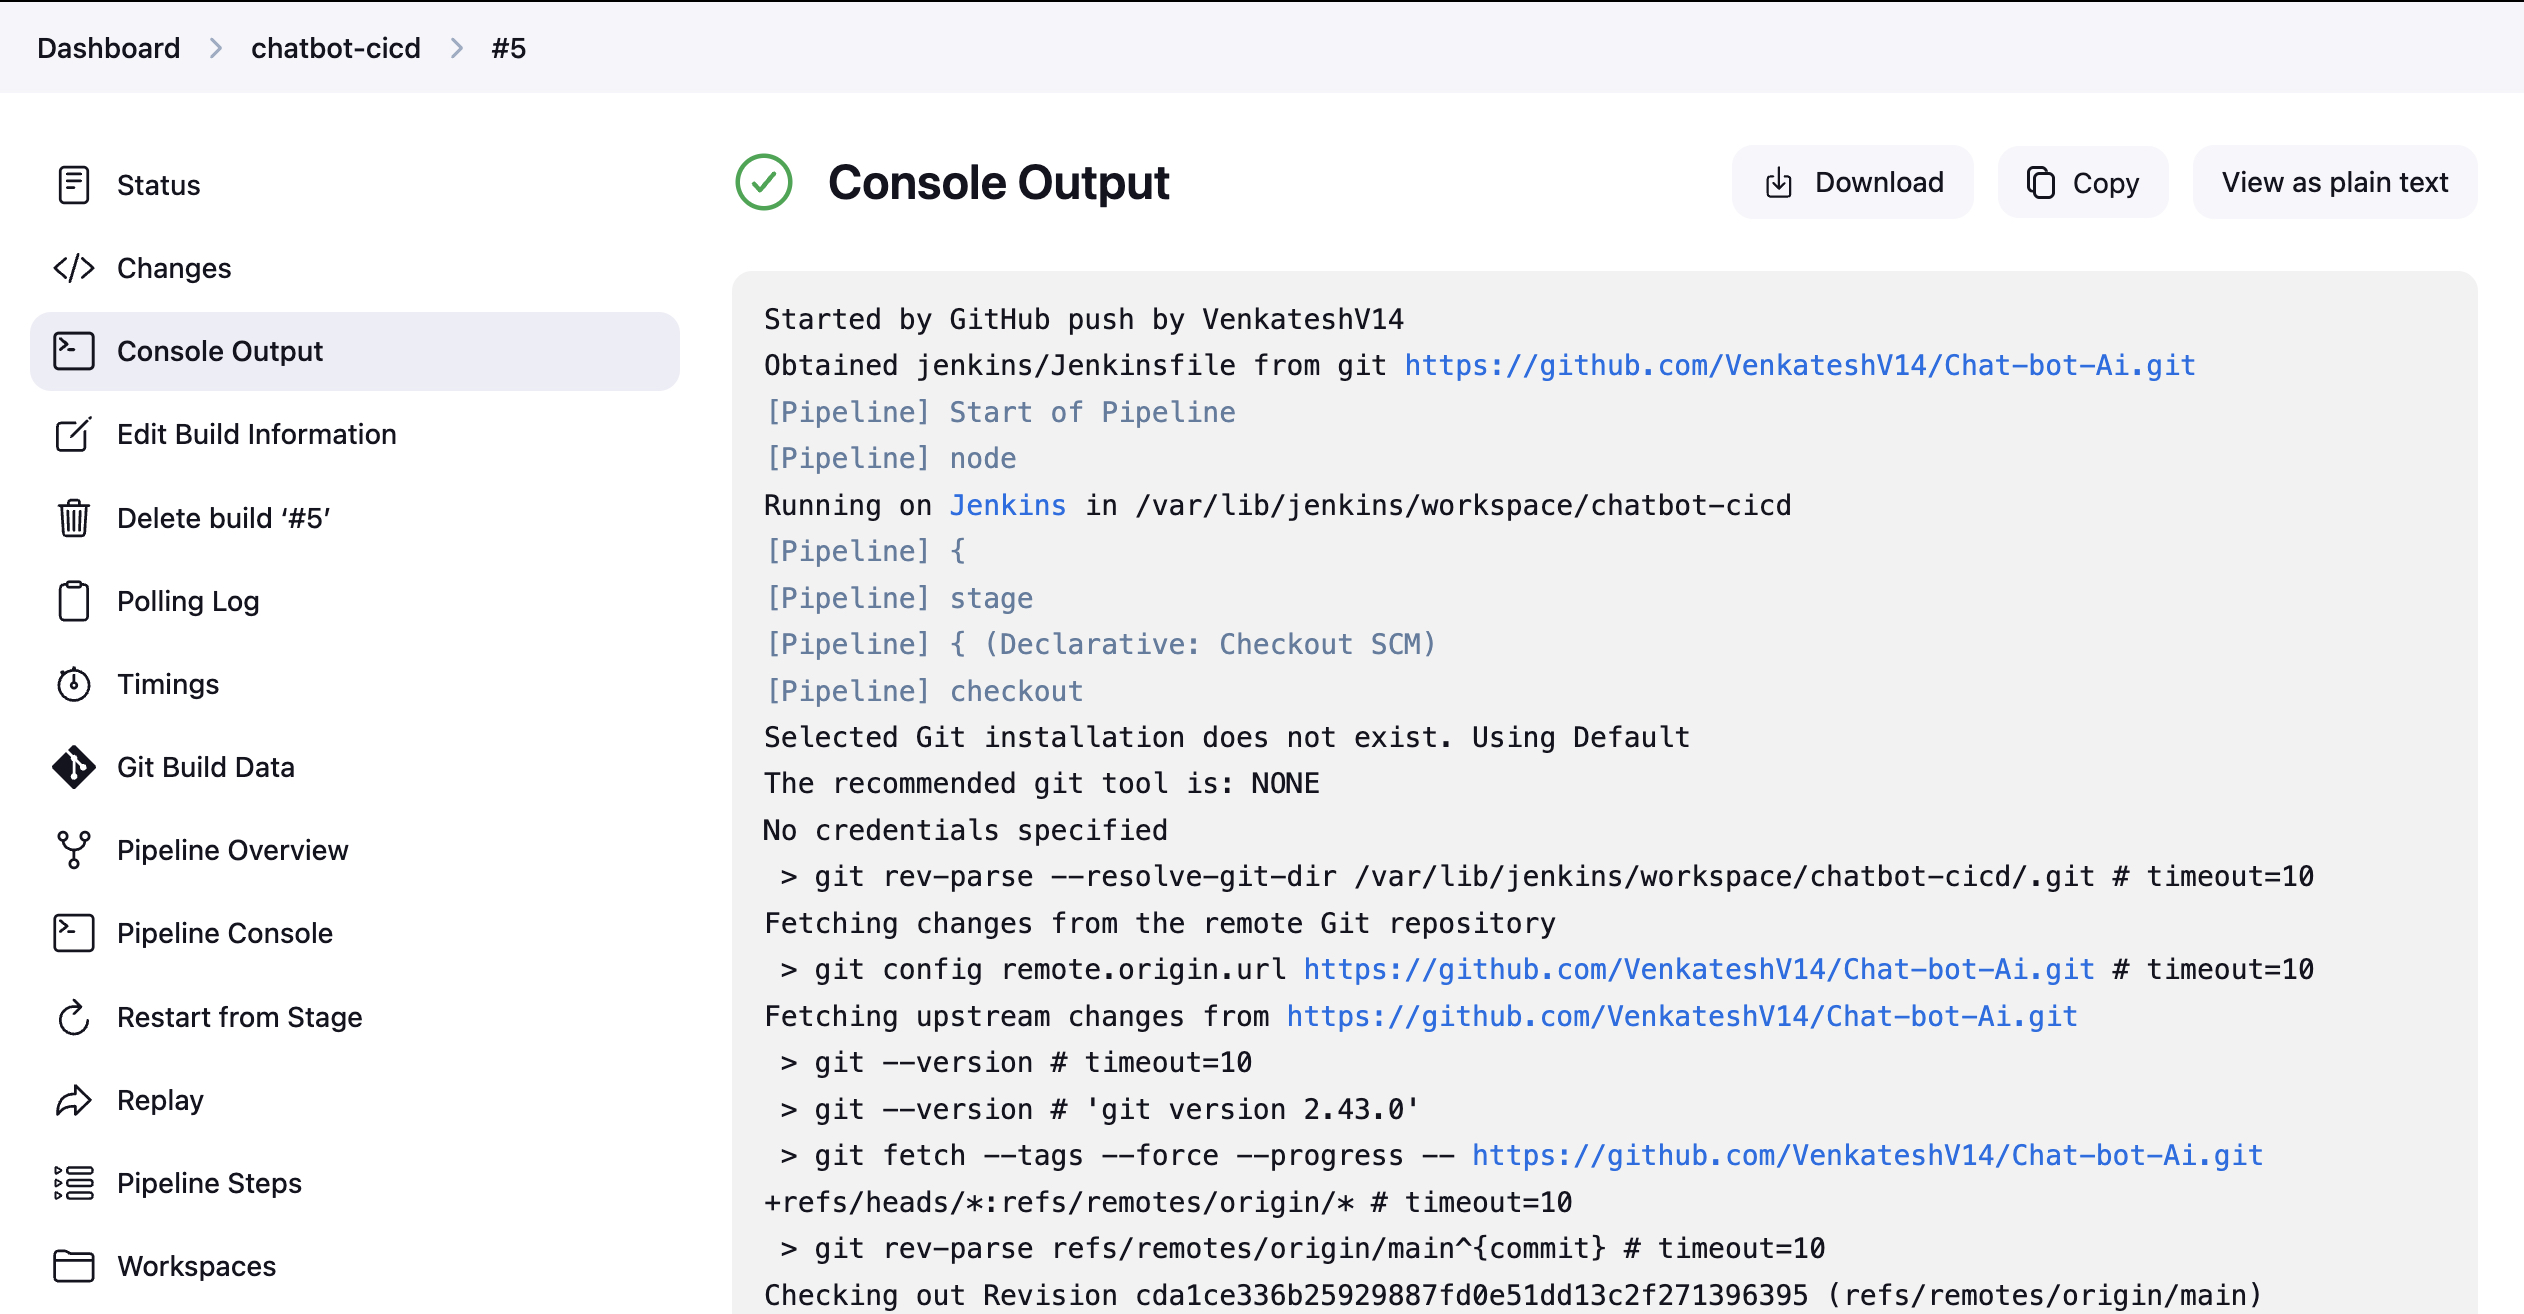 Dashboard > chatbot-cicd > #5
Status
Changes
Console Output
Edit Build Information
Delete build ‘#5’
Polling Log
Timings
Git Build Data
Pipeline Overview
Pipeline Console
Restart from Stage
Replay
Pipeline Steps
Workspaces
Console Output
Download
Copy
View as plain text
Started by GitHub push by VenkateshV14
Obtained jenkins/Jenkinsfile from git https://github.com/VenkateshV14/Chat-bot-Ai.git
[Pipeline] Start of Pipeline
[Pipeline] node
Running on Jenkins in /var/lib/jenkins/workspace/chatbot-cicd
[Pipeline] {
[Pipeline] stage
[Pipeline] { (Declarative: Checkout SCM)
[Pipeline] checkout
Selected Git installation does not exist. Using Default
The recommended git tool is: NONE
No credentials specified
 > git rev-parse --resolve-git-dir /var/lib/jenkins/workspace/chatbot-cicd/.git # timeout=10
Fetching changes from the remote Git repository
 > git config remote.origin.url https://github.com/VenkateshV14/Chat-bot-Ai.git # timeout=10
Fetching upstream changes from https://github.com/VenkateshV14/Chat-bot-Ai.git
 > git --version # timeout=10
 > git --version # 'git version 2.43.0'
 > git fetch --tags --force --progress -- https://github.com/VenkateshV14/Chat-bot-Ai.git
+refs/heads/*:refs/remotes/origin/* # timeout=10
 > git rev-parse refs/remotes/origin/main^{commit} # timeout=10
Checking out Revision cda1ce336b25929887fd0e51dd13c2f271396395 (refs/remotes/origin/main)